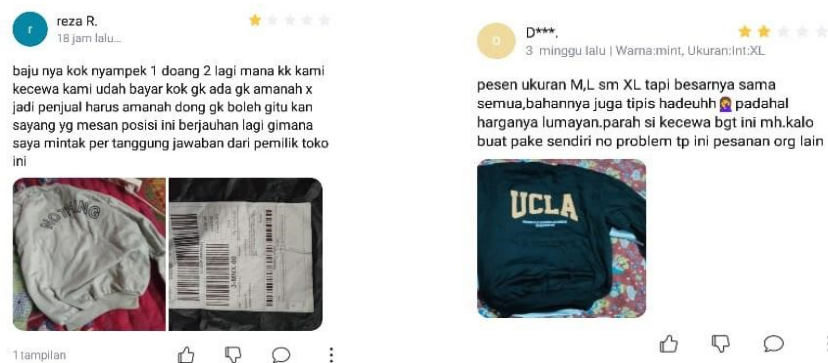 r
reza R.
18 jam lalu...
baju nya kok nyampek 1 doang 2 lagi mana kk kami
kecewa kami udah bayar kok gk ada gk amanah x
jadi penjual harus amanah dong gk boleh gitu kan
sayang yg mesan posisi ini berjauhan lagi gimana
saya mintak per tanggung jawaban dari pemilik toko
ini
NOTHING
3-MNX-00
1 tampilan
D
D***.
3 minggu lalu | Warna:mint, Ukuran:Int:XL
pesen ukuran M,L sm XL tapi besarnya sama
semua,bahannya juga tipis hadeuhh🤦‍♀️padahal
harganya lumayan.parah si kecewa bgt ini mh.kalo
buat pake sendiri no problem tp ini pesanan org lain
UCLA